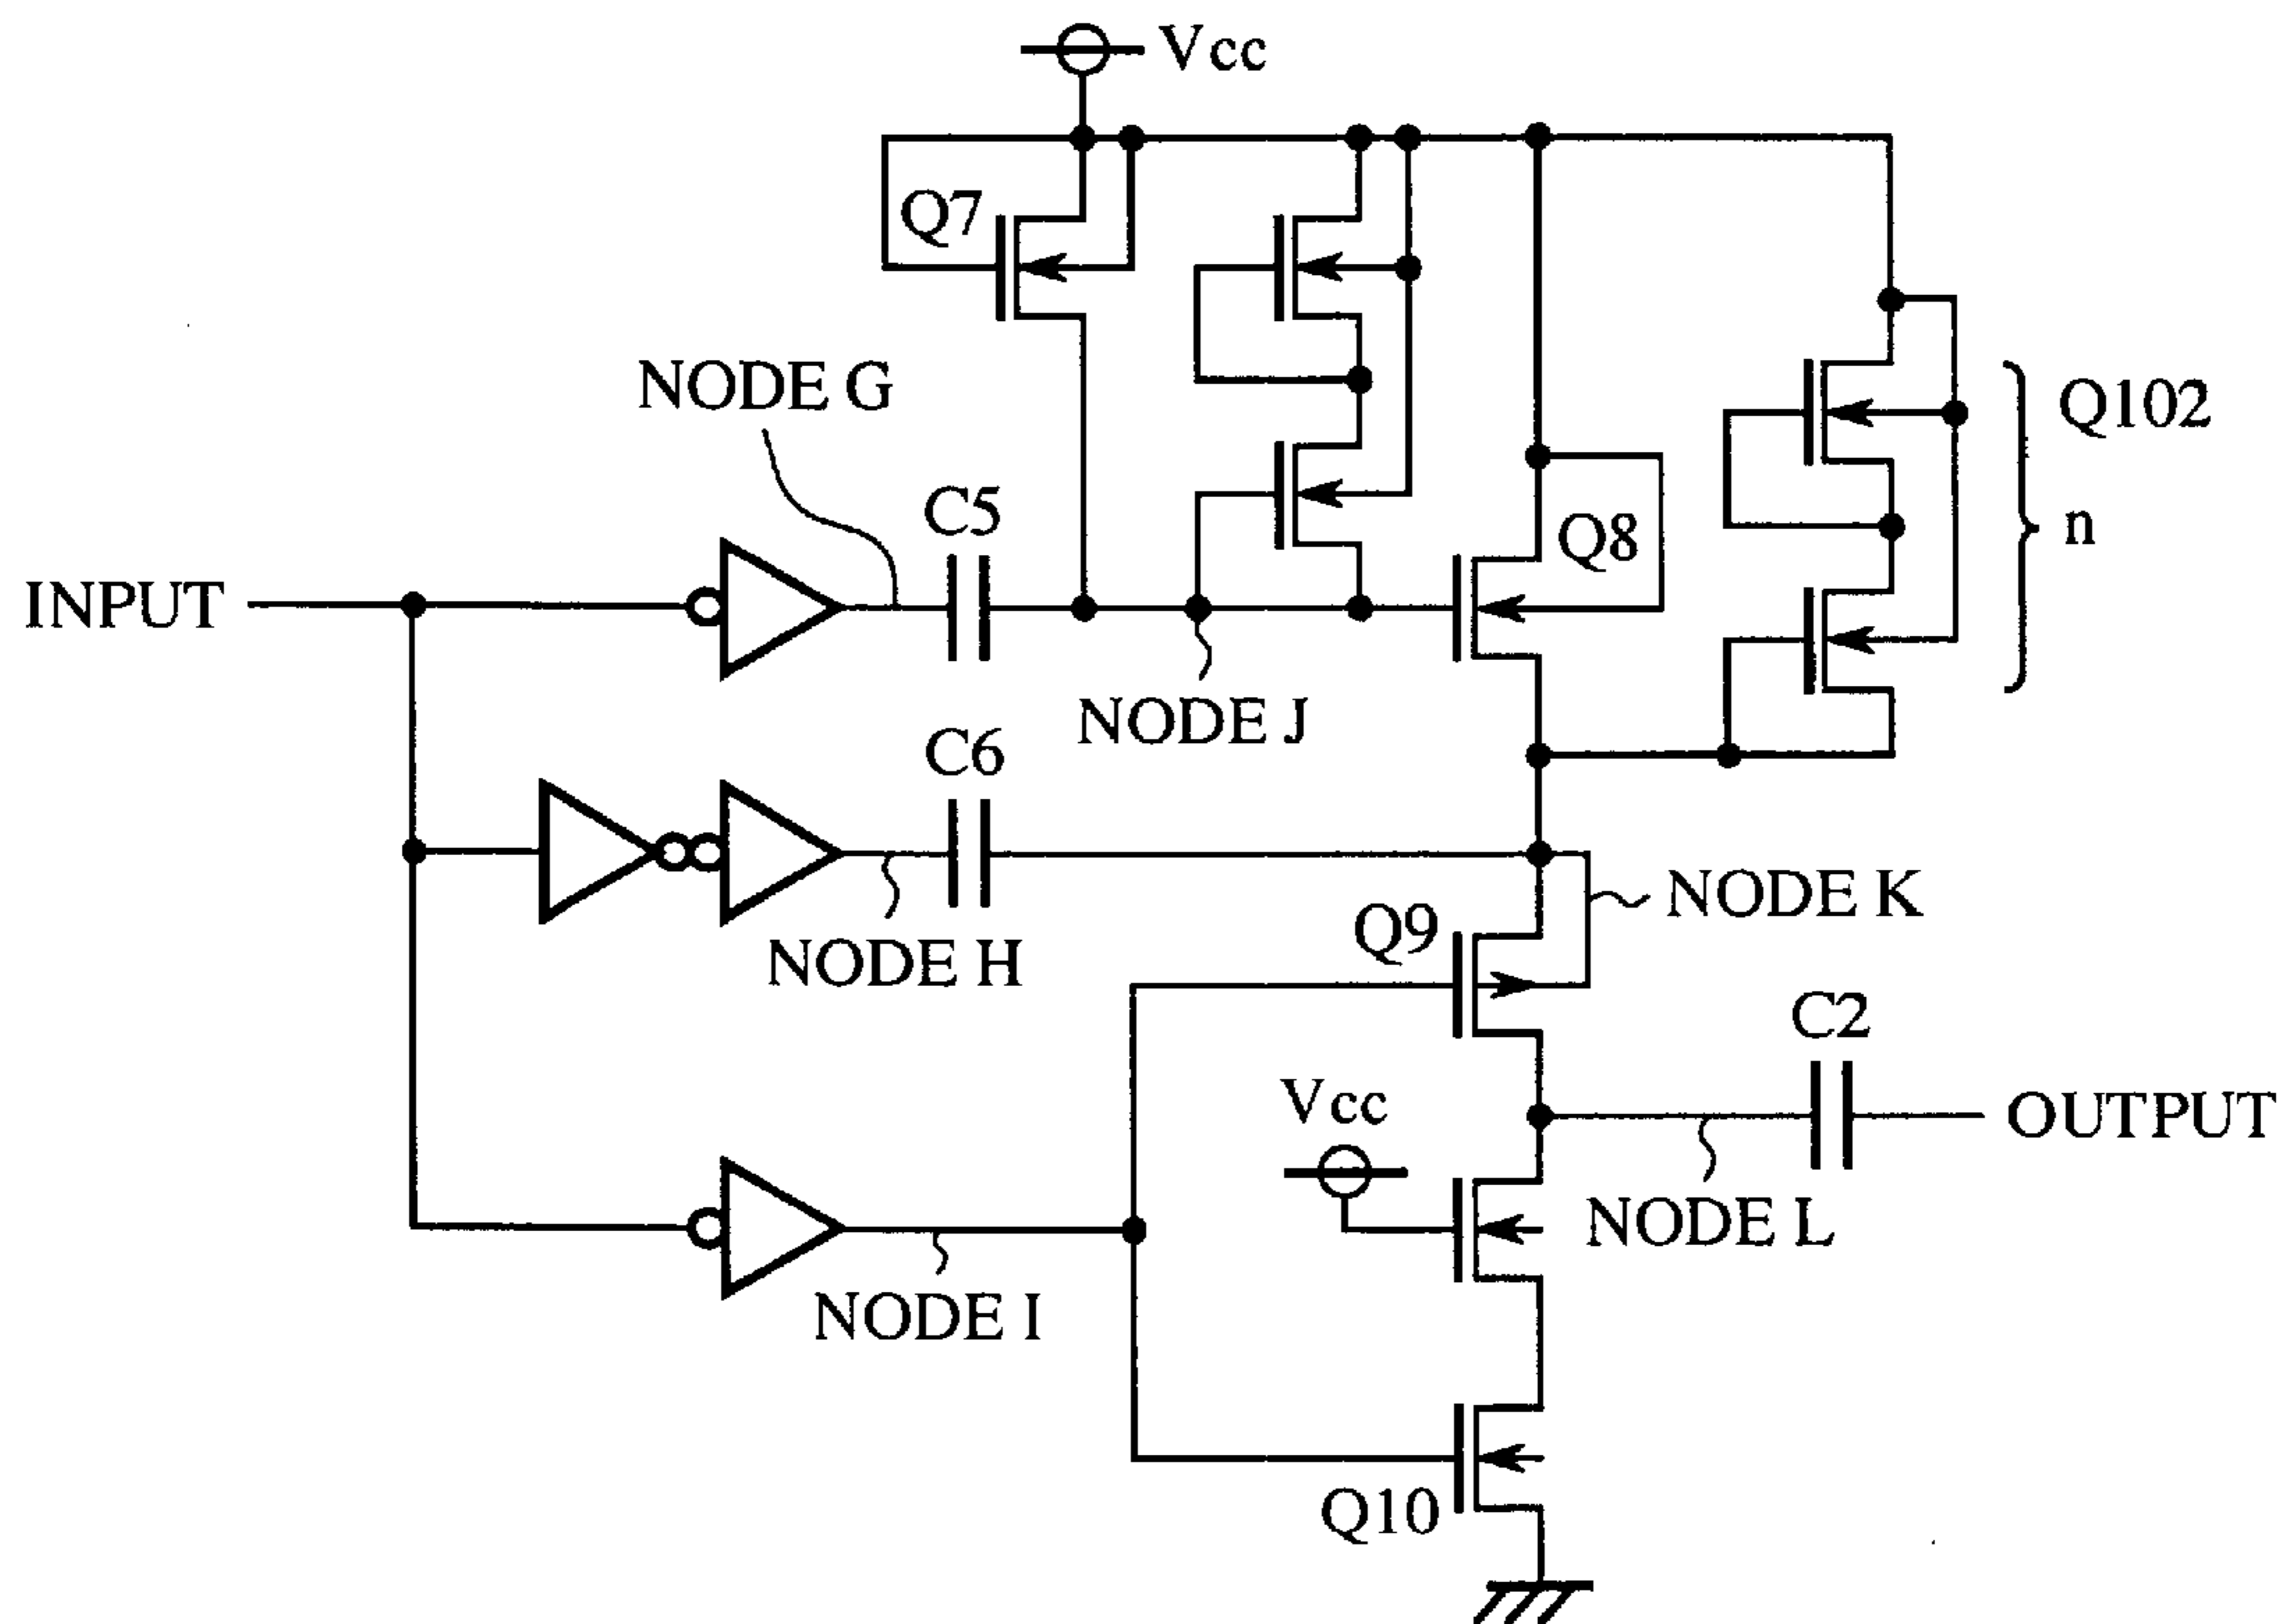 Vcc
Q7
NODE G
Q102
C5
Q8
n
INPUT
NODE J
C6
NODE K
Q9
NODE H
C2
Vcc
OUTPUT
NODE L
NODE I
Q10